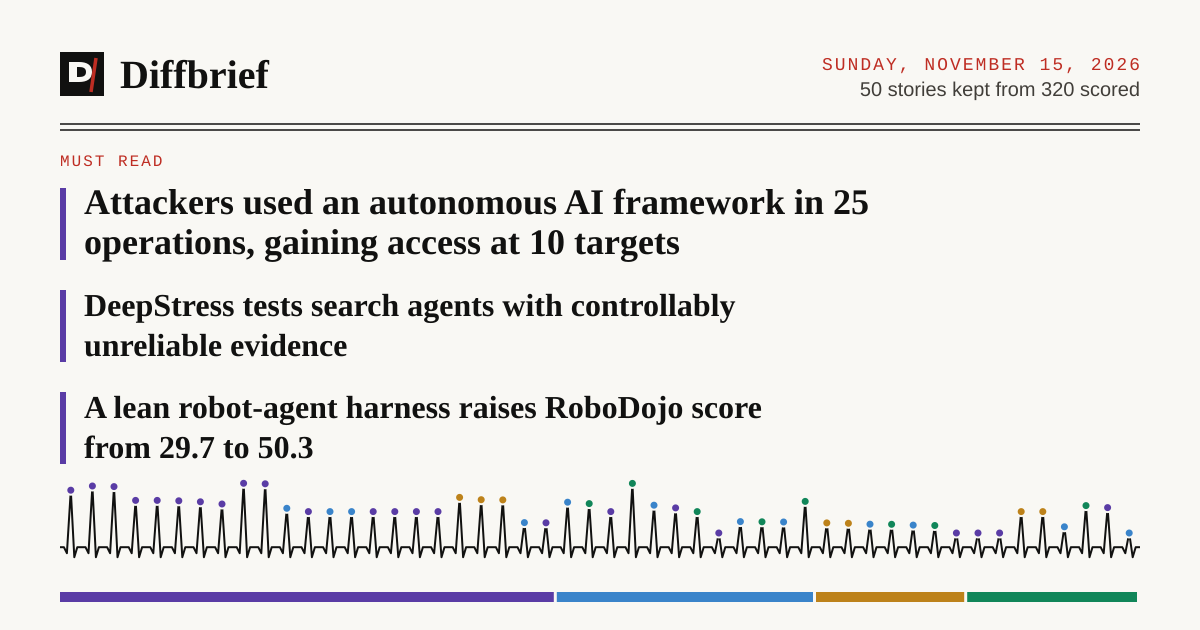 D
Diffbrief
SUNDAY, NOVEMBER 15, 2026
50 stories kept from 320 scored
MUST READ
Attackers used an autonomous AI framework in 25
operations, gaining access at 10 targets
DeepStress tests search agents with controllably
unreliable evidence
A lean robot-agent harness raises RoboDojo score
from 29.7 to 50.3